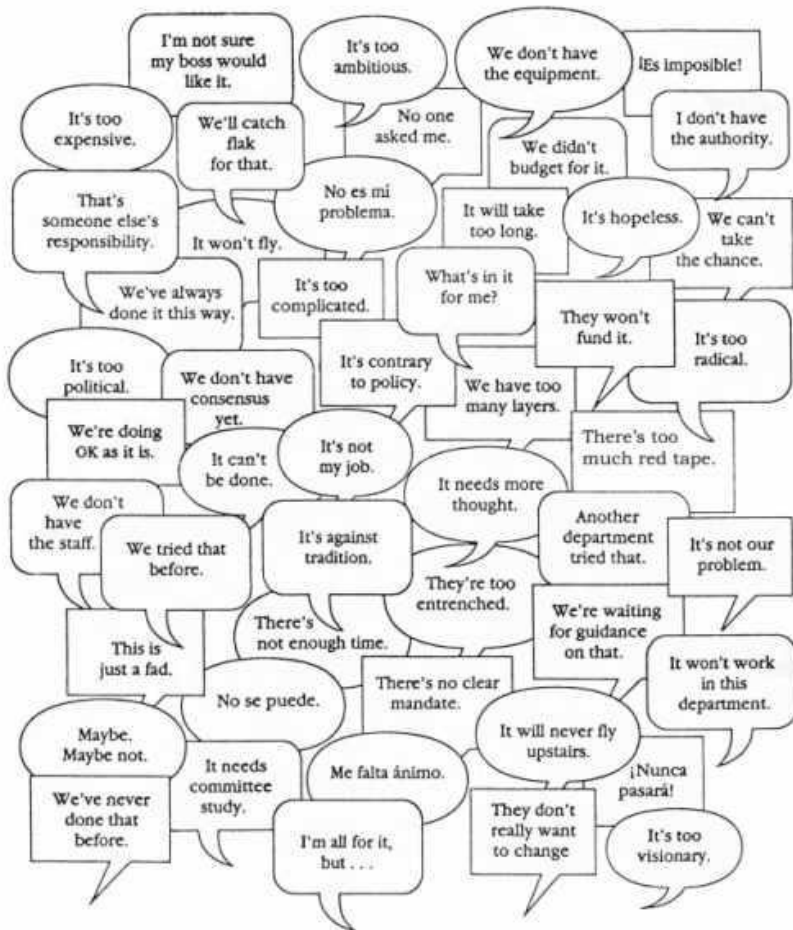 I'm not sure
my boss would
like it.
It's too
ambitious.
We don't have
the equipment.
¡Es imposible!
It's too
expensive.
We'll catch
flak
for that.
No one
asked me.
We didn't
budget for it.
I don't have
the authority.
That's
someone else's
responsibility.
It won't fly.
No es mi
problema.
It will take
too long.
It's hopeless.
We can't
take
the chance.
We've always
done it this way.
It's too
complicated.
What's in it
for me?
They won't
fund it.
It's too
radical.
It's too
political.
We don't have
consensus
yet.
It's contrary
to policy.
We have too
many layers.
We're doing
OK as it is.
It can't
be done.
It's not
my job.
It needs more
thought.
There's too
much red tape.
We don't
have
the staff.
We tried that
before.
It's against
tradition.
They're too
entrenched.
Another
department
tried that.
It's not our
problem.
This is
just a fad.
There's
not enough time.
We're waiting
for guidance
on that.
No se puede.
There's no clear
mandate.
It won't work
in this
department.
Maybe.
Maybe not.
It needs
committee
study.
Me falta ánimo.
It will never fly
upstairs.
¡Nunca
pasará!
We've never
done that
before.
I'm all for it,
but . . .
They don't
really want
to change
It's too
visionary.